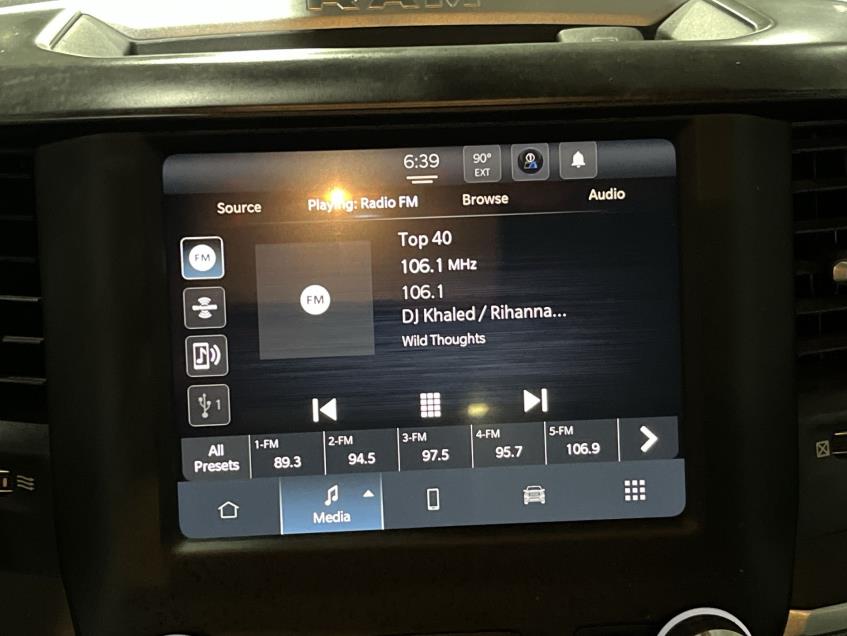 RAM
6:39
90°
EXT
Source
Playing: Radio FM
Browse
Audio
FM
FM
Top 40
106.1 MHz
106.1
DJ Khaled / Rihanna...
Wild Thoughts
1
All
Presets
1-FM
89.3
2-FM
94.5
3-FM
97.5
4-FM
95.7
5-FM
106.9
Media